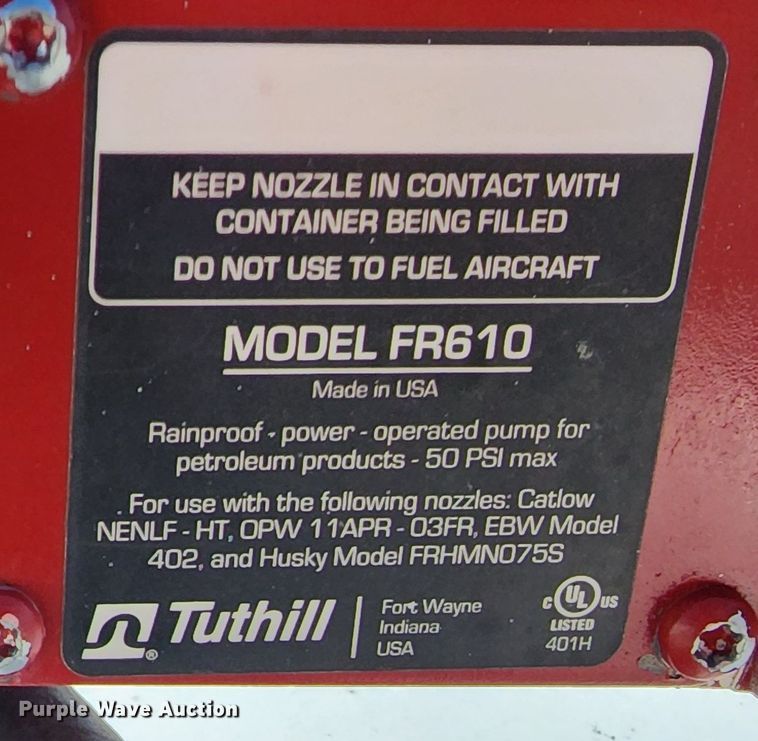 KEEP NOZZLE IN CONTACT WITH
CONTAINER BEING FILLED
DO NOT USE TO FUEL AIRCRAFT
MODEL FR610
Made in USA
Rainproof - power - operated pump for
petroleum products - 50 PSI max
For use with the following nozzles: Catlow
NENLF - HT, OPW 11APR - 03FR, EBW Model
402, and Husky Model FRHMN075S
Tuthill® | Fort Wayne
Indiana
USA
C UL US
LISTED
401H
Purple Wave Auction